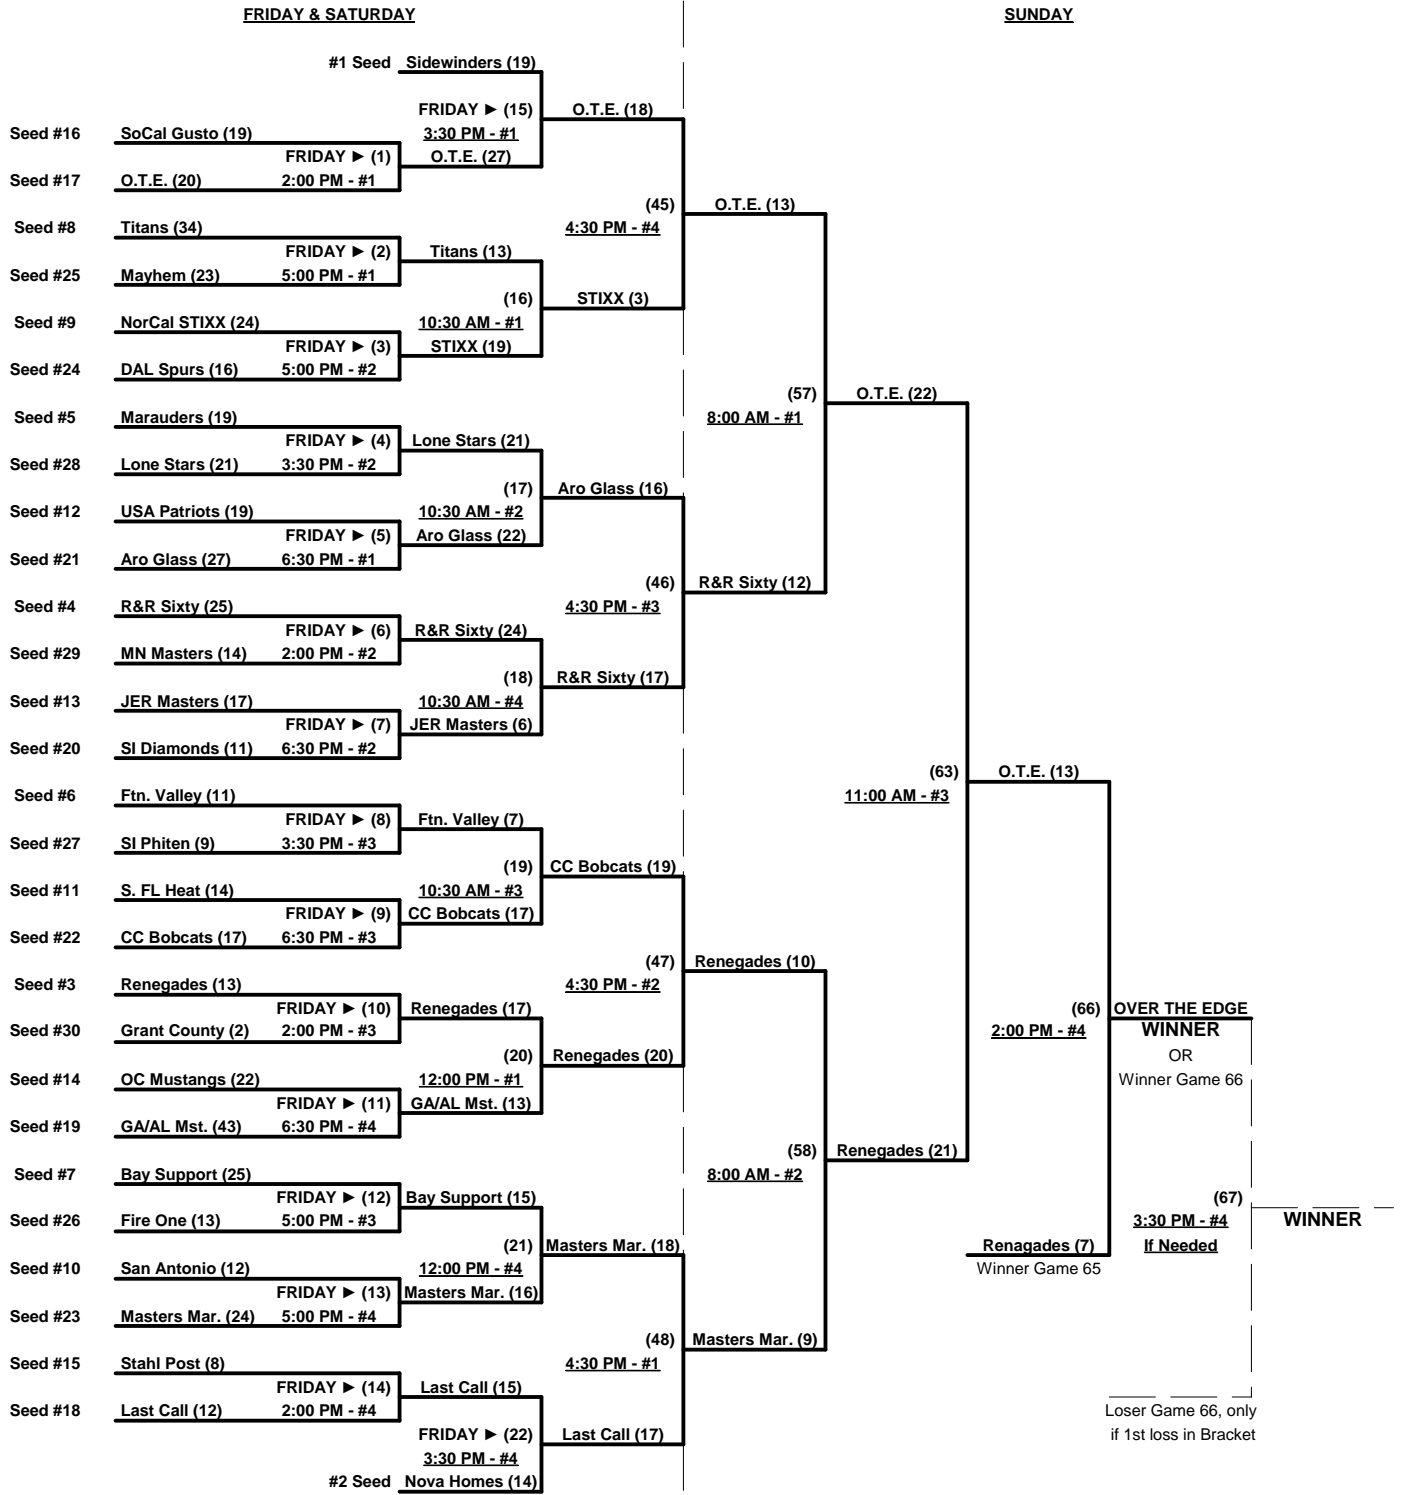 FRIDAY & SATURDAY SUNDAY
#1 Seed Sidewinders (19)
FRIDAY ► (15) O.T.E. (18)
Seed #16 SoCal Gusto (19) 3:30 PM - #1
FRIDAY ► (1) O.T.E. (27)
Seed #17 O.T.E. (20) 2:00 PM - #1
(45) O.T.E. (13)
Seed #8 Titans (34) 4:30 PM - #4
FRIDAY ► (2) Titans (13)
Seed #25 Mayhem (23) 5:00 PM - #1
(16) STIXX (3)
Seed #9 NorCal STIXX (24) 10:30 AM - #1
FRIDAY ► (3) STIXX (19)
Seed #24 DAL Spurs (16) 5:00 PM - #2
(57) O.T.E. (22)
Seed #5 Marauders (19) 8:00 AM - #1
FRIDAY ► (4) Lone Stars (21)
Seed #28 Lone Stars (21) 3:30 PM - #2
(17) Aro Glass (16)
Seed #12 USA Patriots (19) 10:30 AM - #2
FRIDAY ► (5) Aro Glass (22)
Seed #21 Aro Glass (27) 6:30 PM - #1
(46) R&R Sixty (12)
Seed #4 R&R Sixty (25) 4:30 PM - #3
FRIDAY ► (6) R&R Sixty (24)
Seed #29 MN Masters (14) 2:00 PM - #2
(18) R&R Sixty (17)
Seed #13 JER Masters (17) 10:30 AM - #4
FRIDAY ► (7) JER Masters (6)
Seed #20 SI Diamonds (11) 6:30 PM - #2
(63) O.T.E. (13)
Seed #6 Ftn. Valley (11) 11:00 AM - #3
FRIDAY ► (8) Ftn. Valley (7)
Seed #27 SI Phiten (9) 3:30 PM - #3
(19) CC Bobcats (19)
Seed #11 S. FL Heat (14) 10:30 AM - #3
FRIDAY ► (9) CC Bobcats (17)
Seed #22 CC Bobcats (17) 6:30 PM - #3
(47) Renegades (10)
Seed #3 Renegades (13) 4:30 PM - #2
FRIDAY ► (10) Renegades (17) (66) OVER THE EDGE
Seed #30 Grant County (2) 2:00 PM - #3 2:00 PM - #4 WINNER
(20) Renegades (20) OR
Seed #14 OC Mustangs (22) 12:00 PM - #1 Winner Game 66
FRIDAY ► (11) GA/AL Mst. (13)
Seed #19 GA/AL Mst. (43) 6:30 PM - #4
(58) Renegades (21)
Seed #7 Bay Support (25) 8:00 AM - #2
FRIDAY ► (12) Bay Support (15) (67)
Seed #26 Fire One (13) 5:00 PM - #3 3:30 PM - #4 WINNER
(21) Masters Mar. (18) Renagades (7) If Needed
Seed #10 San Antonio (12) 12:00 PM - #4 Winner Game 65
FRIDAY ► (13) Masters Mar. (16)
Seed #23 Masters Mar. (24) 5:00 PM - #4
(48) Masters Mar. (9)
Seed #15 Stahl Post (8) 4:30 PM - #1
FRIDAY ► (14) Last Call (15)
Seed #18 Last Call (12) 2:00 PM - #4 Loser Game 66, only
FRIDAY ► (22) Last Call (17) if 1st loss in Bracket
3:30 PM - #4
#2 Seed Nova Homes (14)